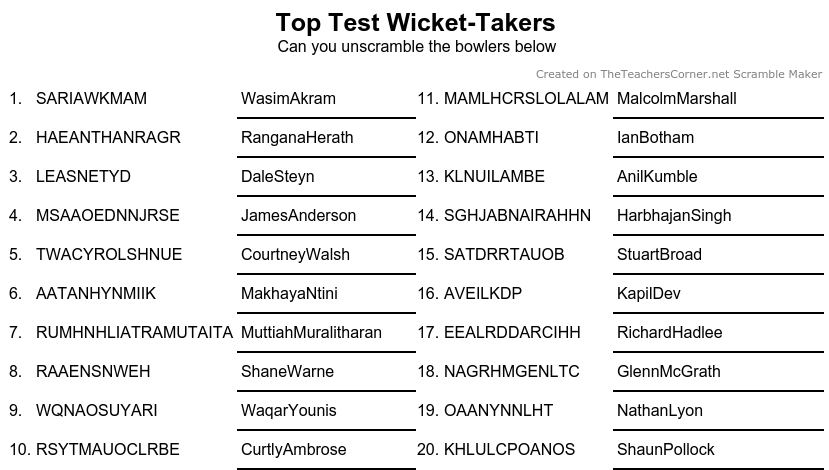 Top Test Wicket-Takers
Can you unscramble the bowlers below
Created on TheTeachersCorner.net Scramble Maker
1. SARIAWKMAM WasimAkram
2. HAEANTHANRAGR RanganaHerath
3. LEASNETYD DaleSteyn
4. MSAAOEDNNJRSE JamesAnderson
5. TWACYROLSHNUE CourtneyWalsh
6. AATANHYNMIIK MakhayaNtini
7. RUMHNHLIATRAMUTAITA MuttiahMuralitharan
8. RAAENSNWEH ShaneWarne
9. WQNAOSUYARI WaqarYounis
10. RSYTMAUOCLRBE CurtlyAmbrose
11. MAMLHCRSLOLALAM MalcolmMarshall
12. ONAMHABTI IanBotham
13. KLNUILAMBE AnilKumble
14. SGHJABNAIRAHHN HarbhajanSingh
15. SATDRRTAUOB StuartBroad
16. AVEILKDP KapilDev
17. EEALRDDARCIHH RichardHadlee
18. NAGRHMGENLTC GlennMcGrath
19. OAANYNNLHT NathanLyon
20. KHLULCPOANOS ShaunPollock